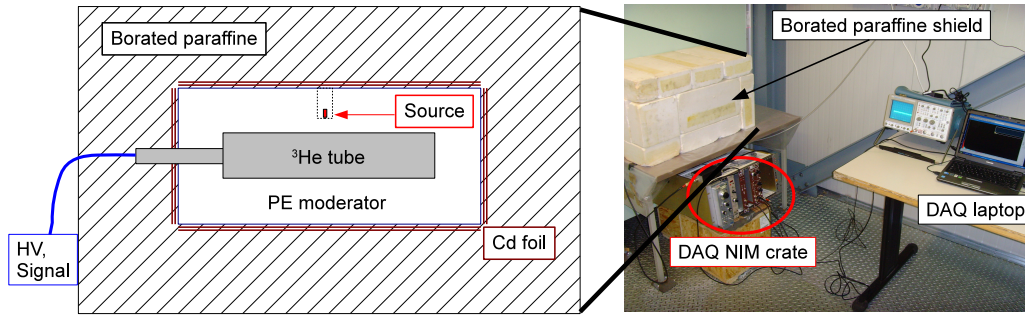 Borated paraffine
Source
³He tube
PE moderator
HV,
Signal
Cd foil
Borated paraffine shield
DAQ laptop
DAQ NIM crate